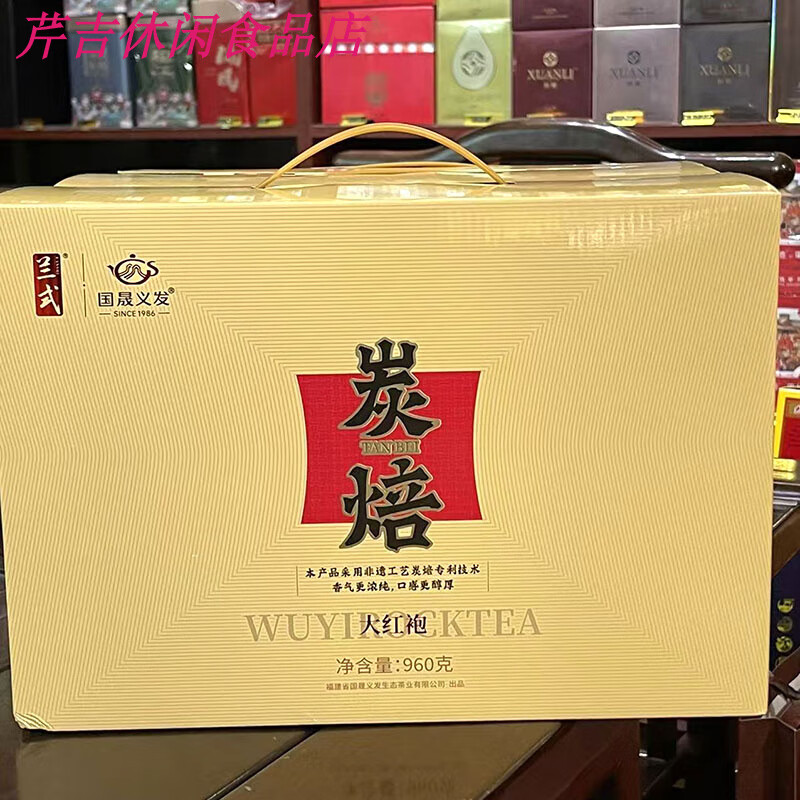 芹吉休闲食品店
XUANLI
XUANLI
兰式
国晟义发®
SINCE 1986
炭
TANBEI
焙
本产品采用非遗工艺炭焙专利技术
香气更浓纯,口感更醇厚
WUYIROCKTEA
大红袍
净含量:960克
福建省国晟义发生态茶业有限公司 出品